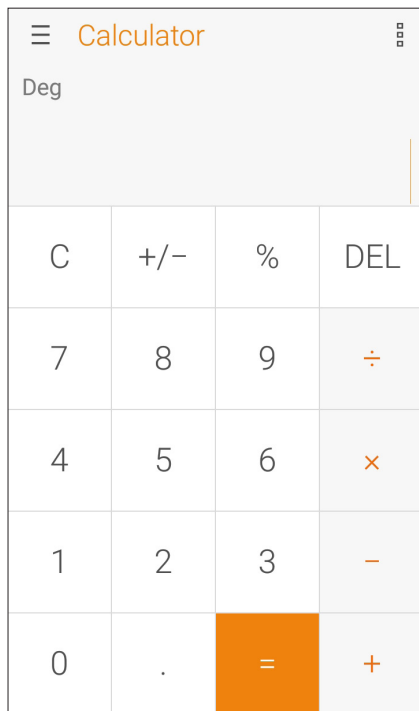 Calculator
Deg
C +/− % DEL
7 8 9 ÷
4 5 6 ×
1 2 3 −
0 . = +